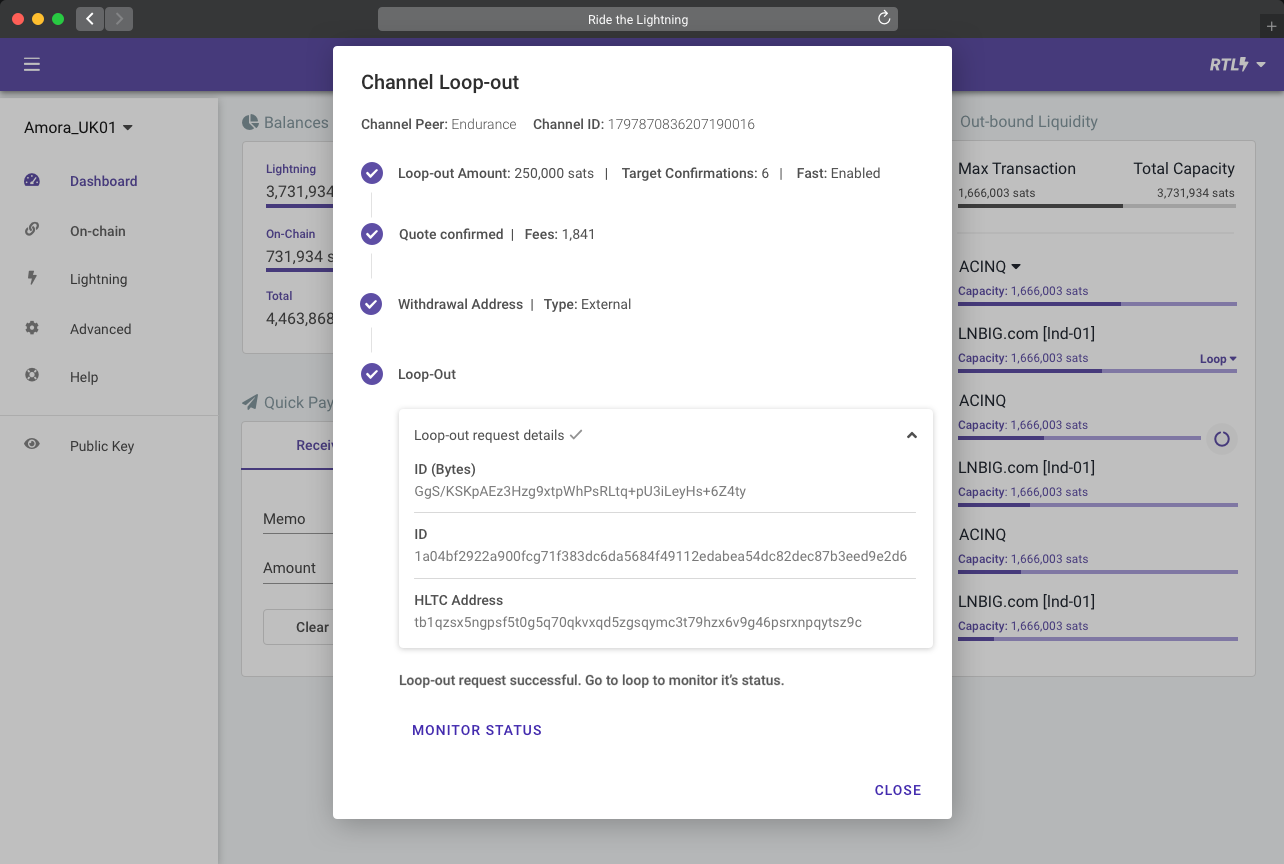 Ride the Lightning
RTL
Amora_UK01
Dashboard
On-chain
Lightning
Advanced
Help
Public Key
Balances
Lightning
3,731,934
On-Chain
731,934 s
Total
4,463,868
Quick Pay
Receiv
Memo
Amount
Clear
Channel Loop-out
Channel Peer: Endurance Channel ID: 1797870836207190016
Loop-out Amount: 250,000 sats | Target Confirmations: 6 | Fast: Enabled
Quote confirmed | Fees: 1,841
Withdrawal Address | Type: External
Loop-Out
Loop-out request details
ID (Bytes)
GgS/KSKpAEz3Hzg9xtpWhPsRLtq+pU3iLeyHs+6Z4ty
ID
1a04bf2922a900fcg71f383dc6da5684f49112edabea54dc82dec87b3eed9e2d6
HLTC Address
tb1qzsx5ngpsf5t0g5q70qkvxqd5zgsqymc3t79hzx6v9g46psrxnpqytsz9c
Loop-out request successful. Go to loop to monitor it’s status.
MONITOR STATUS
CLOSE
Out-bound Liquidity
Max Transaction Total Capacity
1,666,003 sats 3,731,934 sats
ACINQ
Capacity: 1,666,003 sats
LNBIG.com [lnd-01]
Capacity: 1,666,003 sats Loop
ACINQ
Capacity: 1,666,003 sats
LNBIG.com [lnd-01]
Capacity: 1,666,003 sats
ACINQ
Capacity: 1,666,003 sats
LNBIG.com [lnd-01]
Capacity: 1,666,003 sats